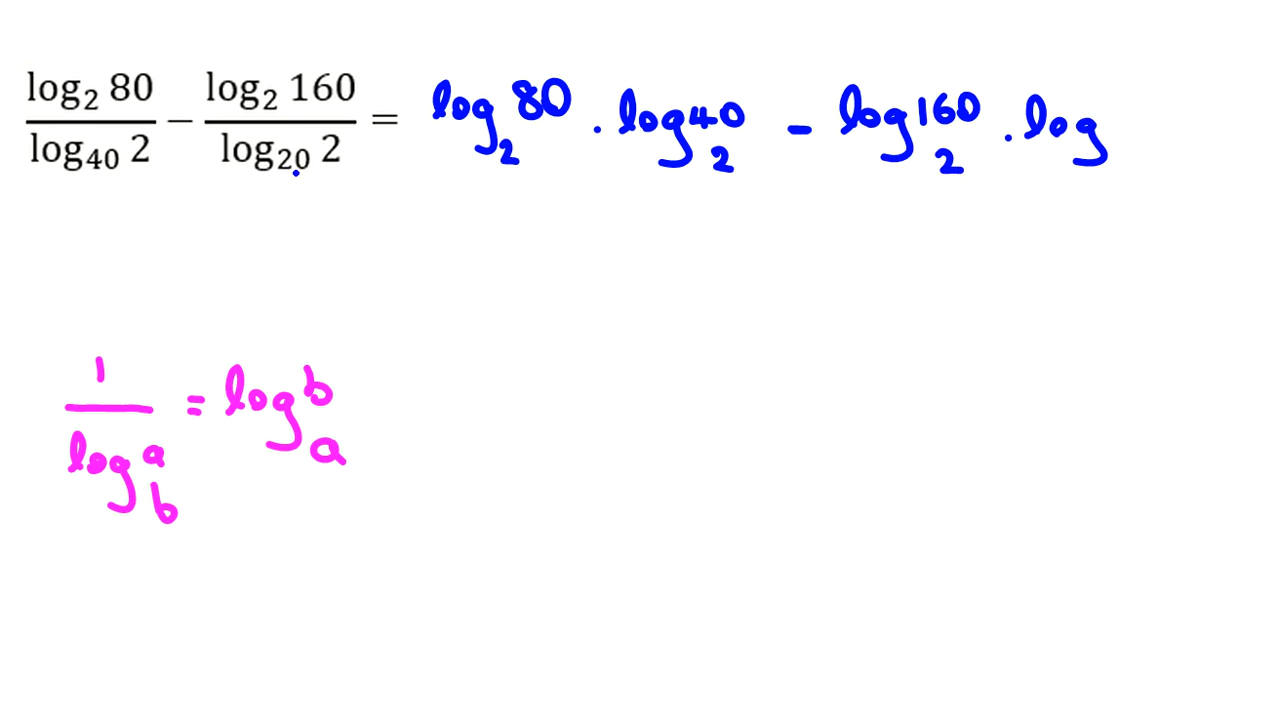 log₂ 80 / log₄₀ 2 − log₂ 160 / log₂₀ 2 = log₂ 80 . log₂ 40 - log₂ 160 . log
1 / log_b a = log_a b